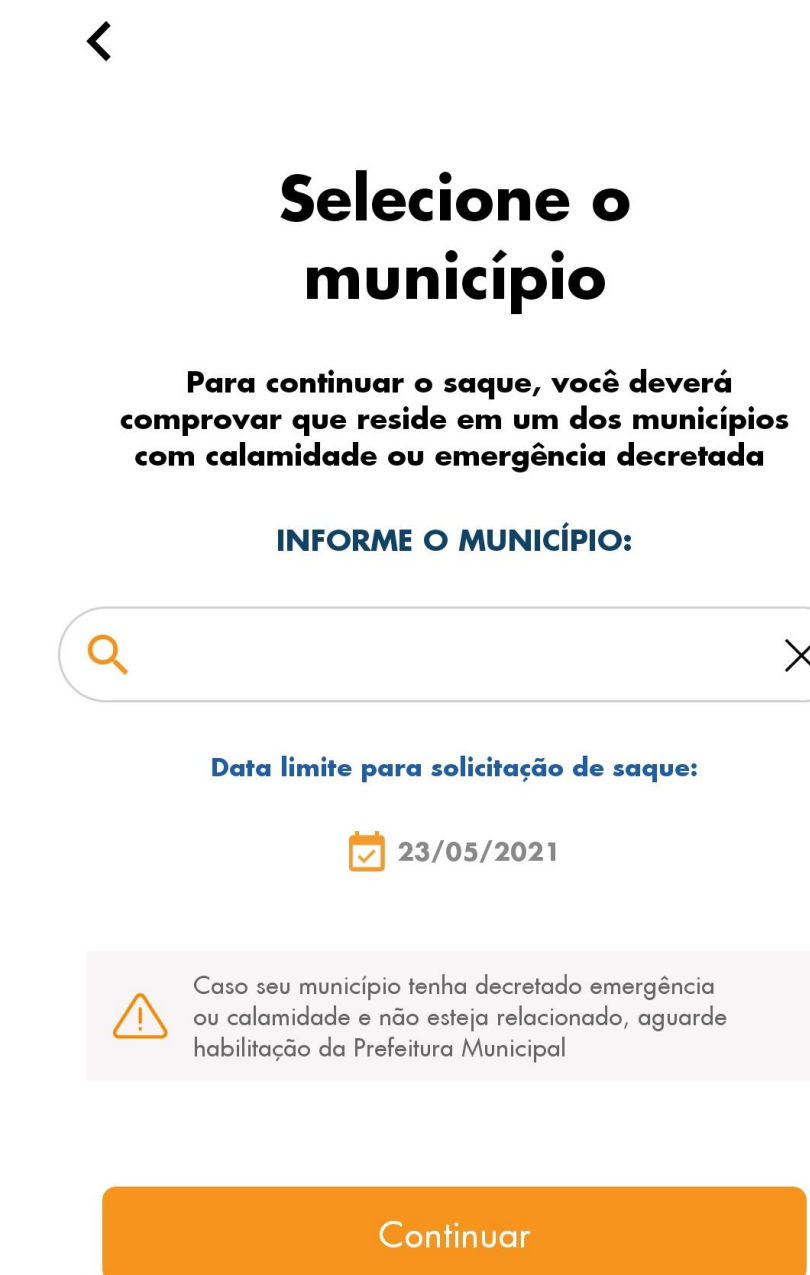 Selecione o
município
Para continuar o saque, você deverá
comprovar que reside em um dos municípios
com calamidade ou emergência decretada
INFORME O MUNICÍPIO:
Data limite para solicitação de saque:
23/05/2021
Caso seu município tenha decretado emergência
ou calamidade e não esteja relacionado, aguarde
habilitação da Prefeitura Municipal
Continuar